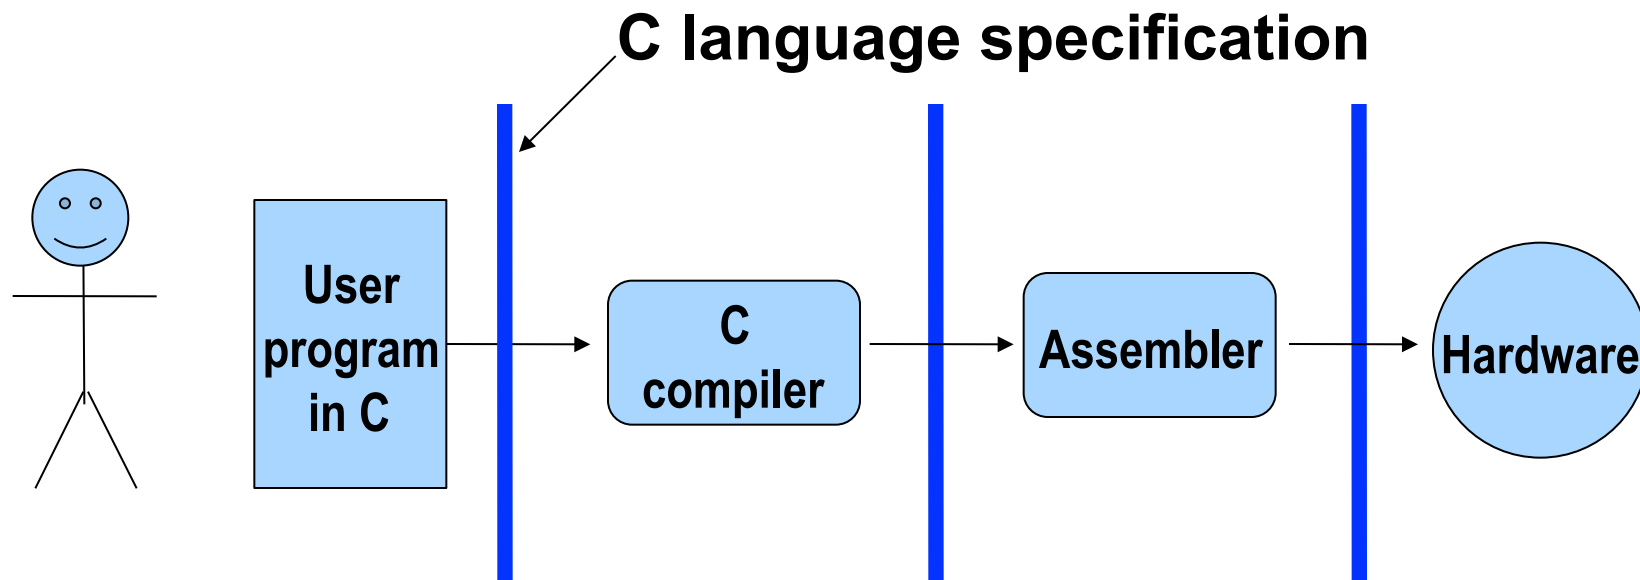 C language specification
User
program
in C
C
compiler
Assembler
Hardware